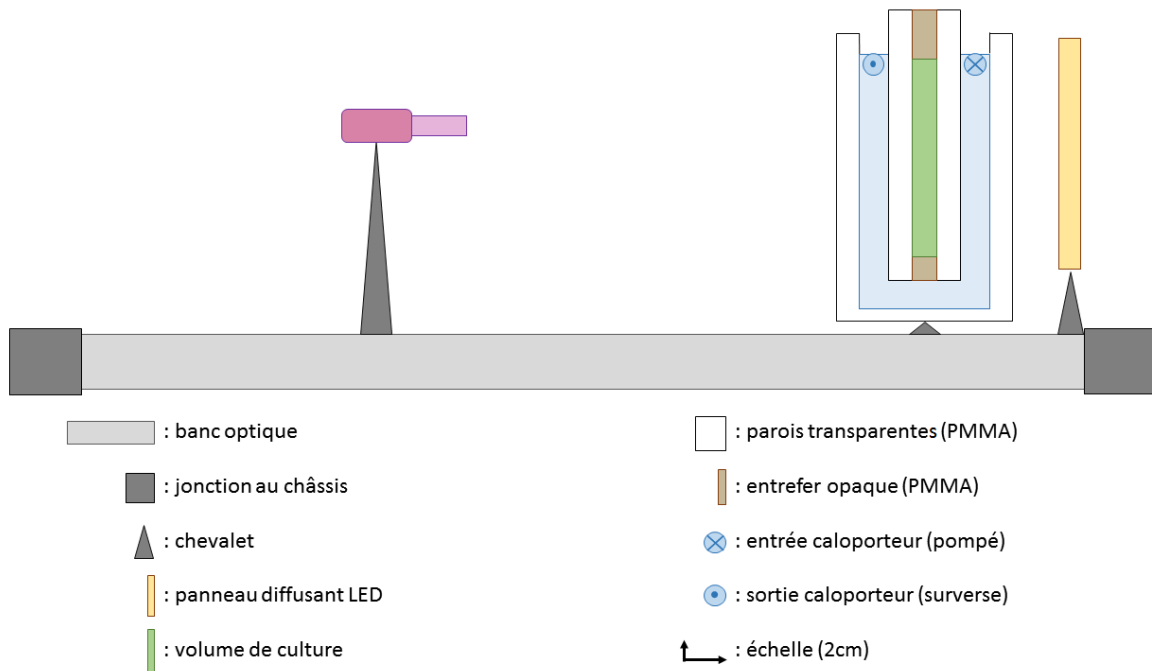 : banc optique
: jonction au châssis
: chevalet
: panneau diffusant LED
: volume de culture
: parois transparentes (PMMA)
: entrefer opaque (PMMA)
: entrée caloporteur (pompé)
: sortie caloporteur (surverse)
: échelle (2cm)